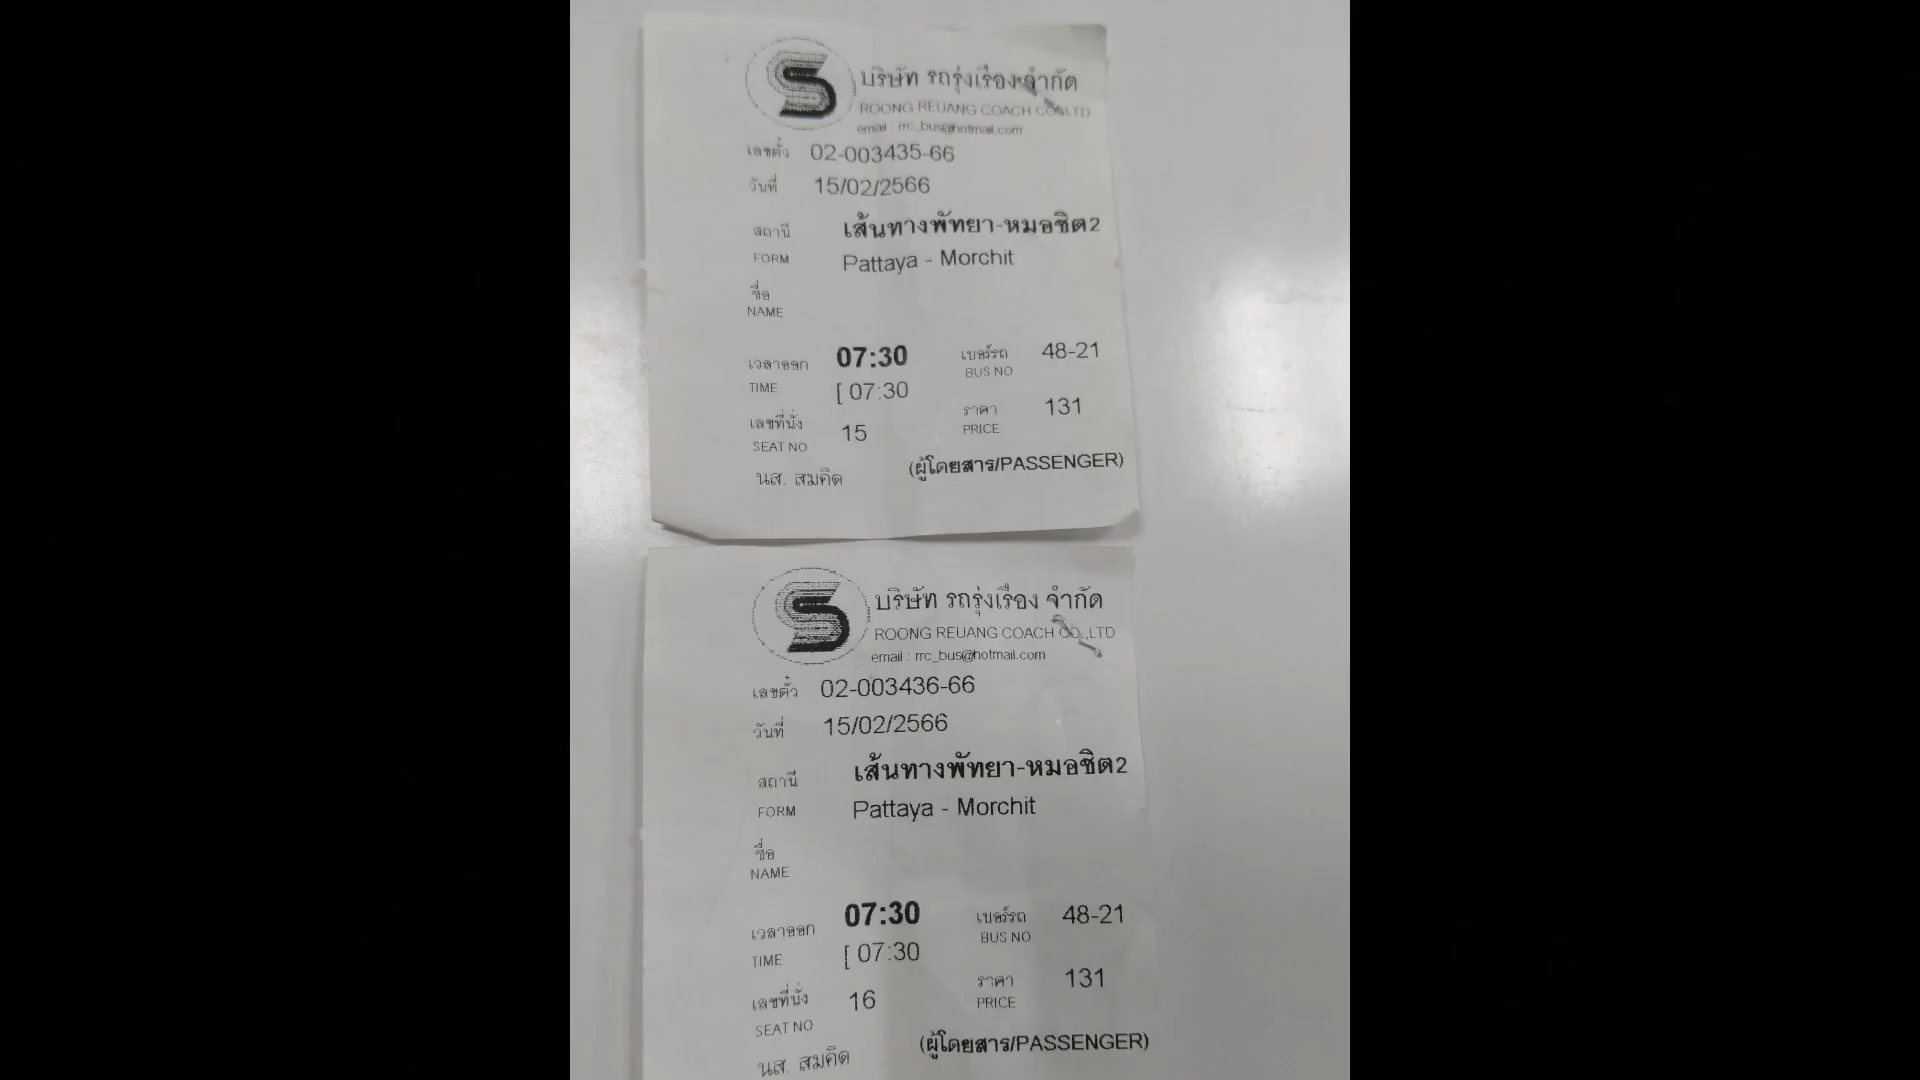 บริษัท รถรุ่งเรือง จำกัด
ROONG REUANG COACH CO.,LTD
email : rrc_bus@hotmail.com
เลขตั๋ว 02-003435-66
วันที่ 15/02/2566
สถานี เส้นทางพัทยา-หมอชิต2
FORM Pattaya - Morchit
ชื่อ
NAME
เวลาออก 07:30 เบอร์รถ 48-21
TIME [ 07:30 BUS NO
เลขที่นั่ง 15 ราคา 131
SEAT NO PRICE
นส. สมคิด (ผู้โดยสาร/PASSENGER)
บริษัท รถรุ่งเรือง จำกัด
ROONG REUANG COACH CO.,LTD
email : rrc_bus@hotmail.com
เลขตั๋ว 02-003436-66
วันที่ 15/02/2566
สถานี เส้นทางพัทยา-หมอชิต2
FORM Pattaya - Morchit
ชื่อ
NAME
เวลาออก 07:30 เบอร์รถ 48-21
TIME [ 07:30 BUS NO
เลขที่นั่ง 16 ราคา 131
SEAT NO PRICE
นส. สมคิด (ผู้โดยสาร/PASSENGER)